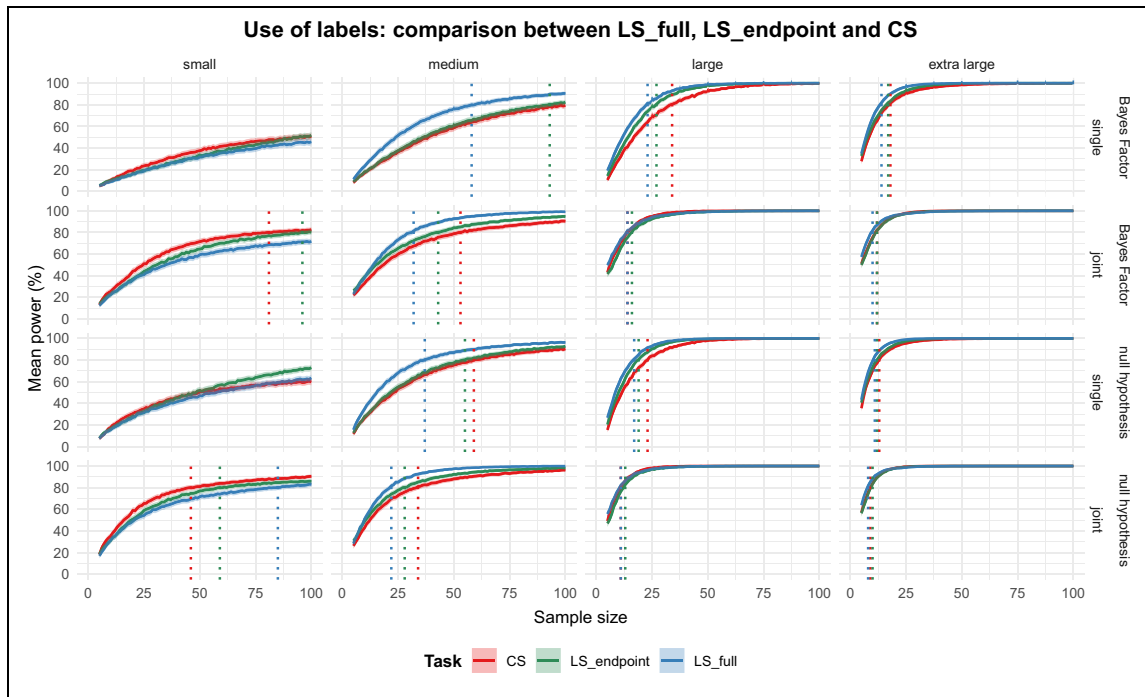 Use of labels: comparison between LS_full, LS_endpoint and CS
small medium large extra large
100
80
60
40
20
0
Bayes Factor
single
100
80
60
40
20
0
Bayes Factor
joint
Mean power (%)
100
80
60
40
20
0
null hypothesis
single
100
80
60
40
20
0
null hypothesis
joint
0 25 50 75 100 0 25 50 75 100 0 25 50 75 100 0 25 50 75 100
Sample size
Task CS LS_endpoint LS_full